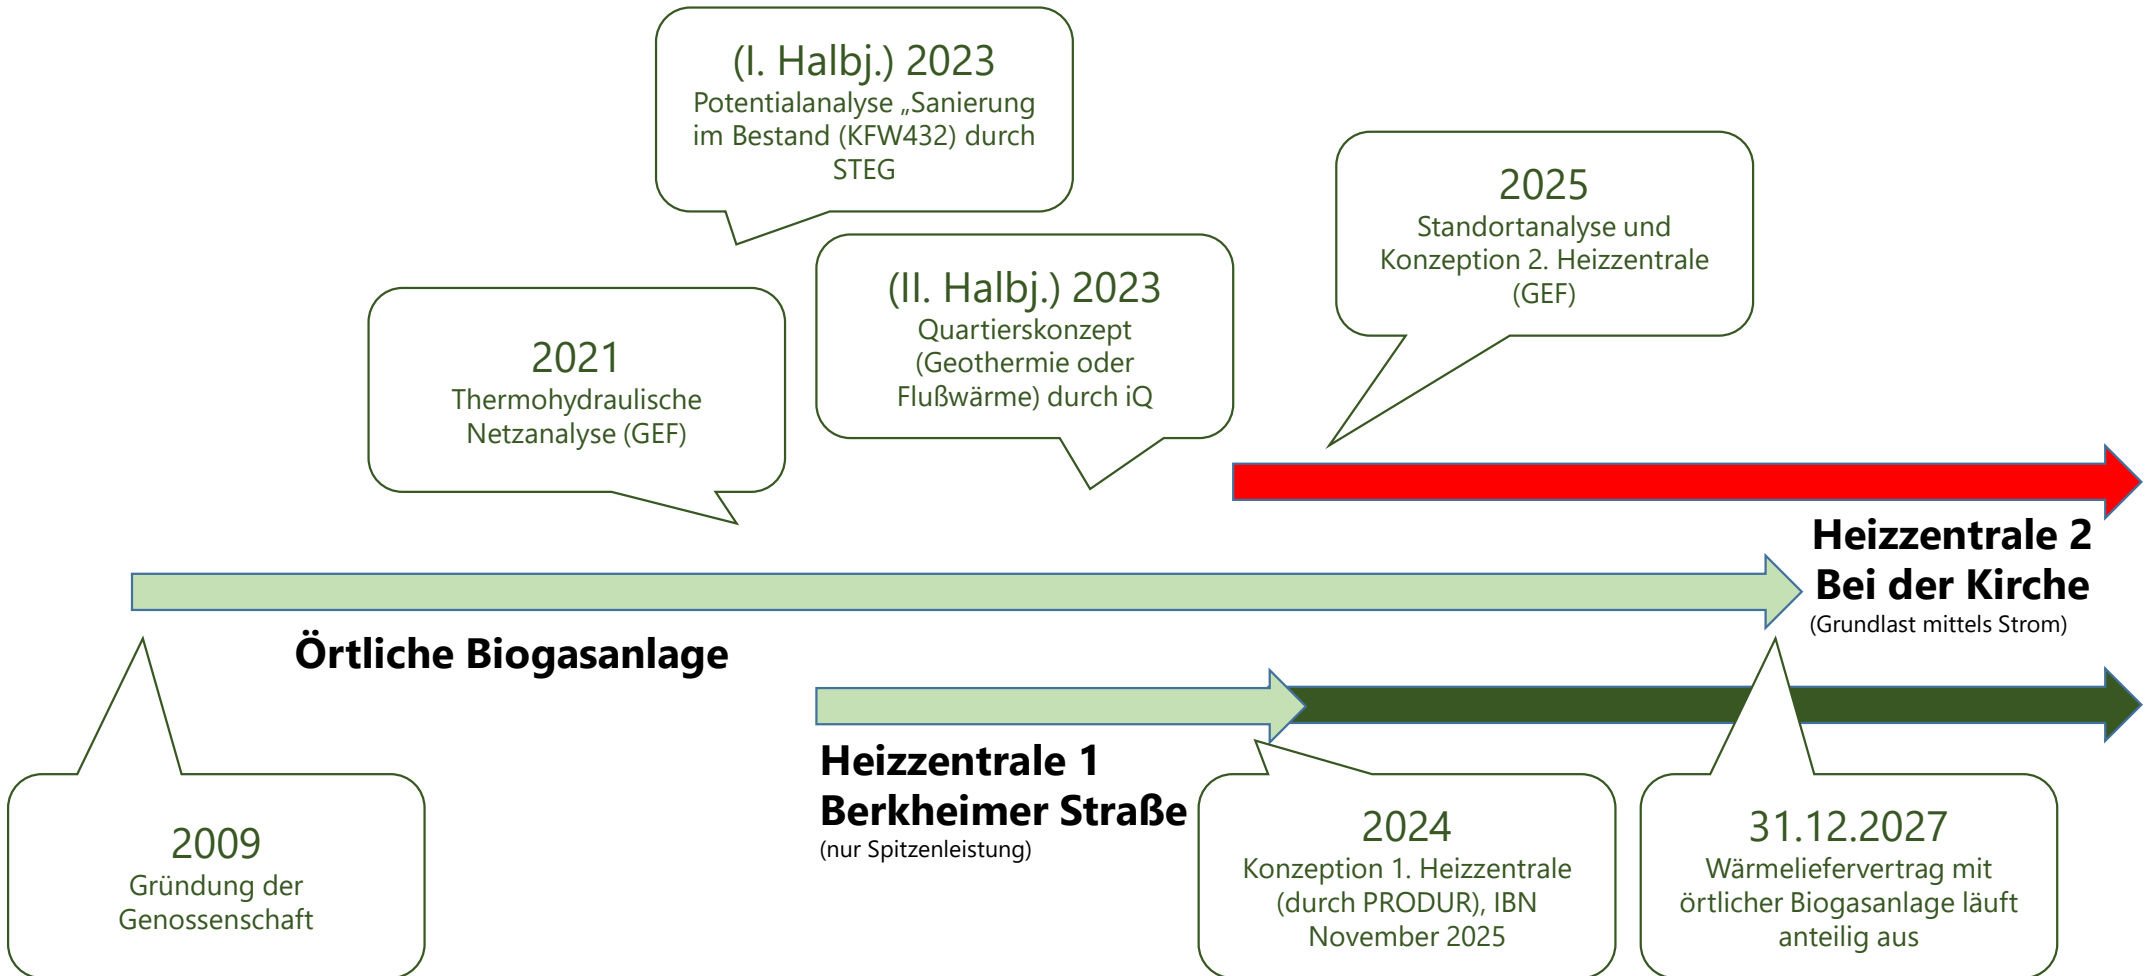 (I. Halbj.) 2023
Potentialanalyse „Sanierung
im Bestand (KFW432) durch
STEG
2025
Standortanalyse und
Konzeption 2. Heizzentrale
(GEF)
(II. Halbj.) 2023
Quartierskonzept
(Geothermie oder
Flußwärme) durch iQ
2021
Thermohydraulische
Netzanalyse (GEF)
Heizzentrale 2
Bei der Kirche
(Grundlast mittels Strom)
Örtliche Biogasanlage
Heizzentrale 1
Berkheimer Straße
(nur Spitzenleistung)
2009
Gründung der
Genossenschaft
2024
Konzeption 1. Heizzentrale
(durch PRODUR), IBN
November 2025
31.12.2027
Wärmeliefervertrag mit
örtlicher Biogasanlage läuft
anteilig aus